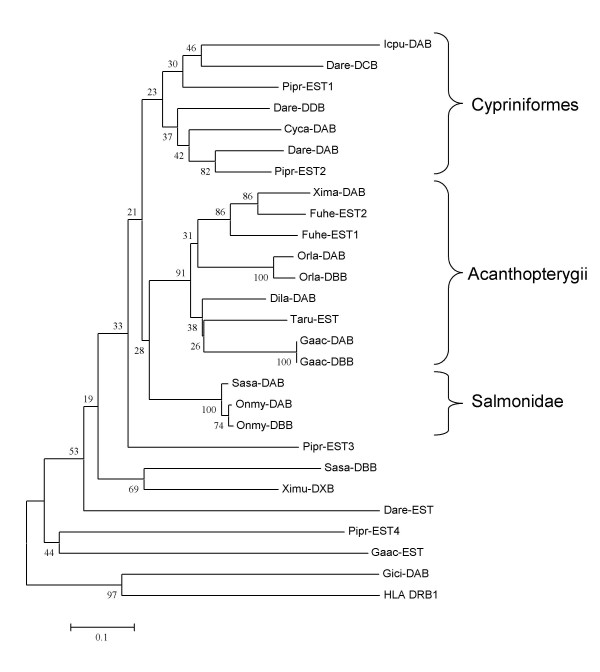 46
Icpu-DAB
30
Dare-DCB
23
Pipr-EST1
Dare-DDB
Cypriniformes
37
Cyca-DAB
42
Dare-DAB
82
Pipr-EST2
86
Xima-DAB
21
86
Fuhe-EST2
31
Fuhe-EST1
Orla-DAB
91
100
Orla-DBB
Acanthopterygii
Dila-DAB
38
Taru-EST
33
26
Gaac-DAB
28
100
Gaac-DBB
Sasa-DAB
19
100
Onmy-DAB
Salmonidae
74
Onmy-DBB
Pipr-EST3
53
Sasa-DBB
69
Ximu-DXB
Dare-EST
Pipr-EST4
44
Gaac-EST
Gici-DAB
97
HLA DRB1
0.1